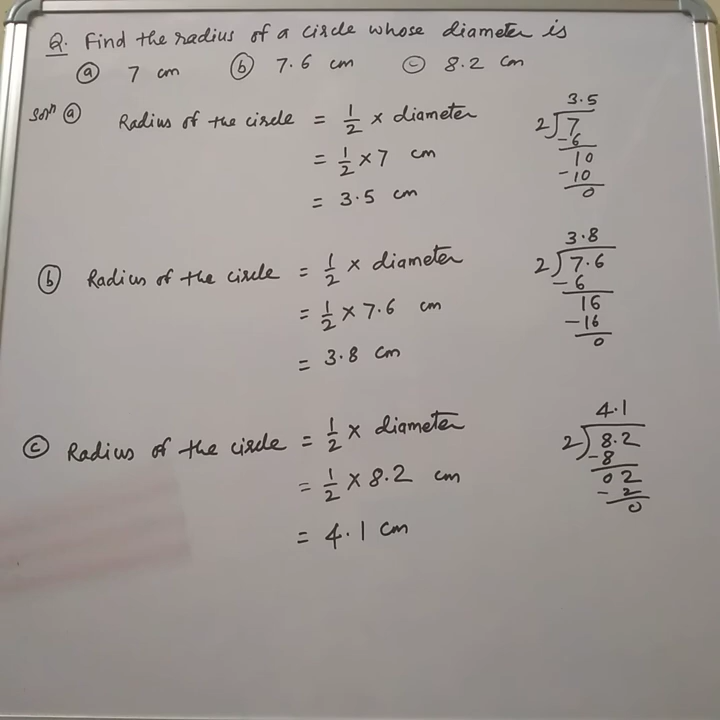 Q. Find the radius of a circle whose diameter is
ⓐ 7 cm ⓑ 7.6 cm ⓒ 8.2 cm
Solⁿ ⓐ Radius of the circle = 1/2 × diameter
= 1/2 × 7 cm
= 3.5 cm
3.5
2)7
-6
10
-10
0
ⓑ Radius of the circle = 1/2 × diameter
= 1/2 × 7.6 cm
= 3.8 cm
3.8
2)7.6
-6
16
-16
0
ⓒ Radius of the circle = 1/2 × diameter
= 1/2 × 8.2 cm
= 4.1 cm
4.1
2)8.2
-8
02
-2
0